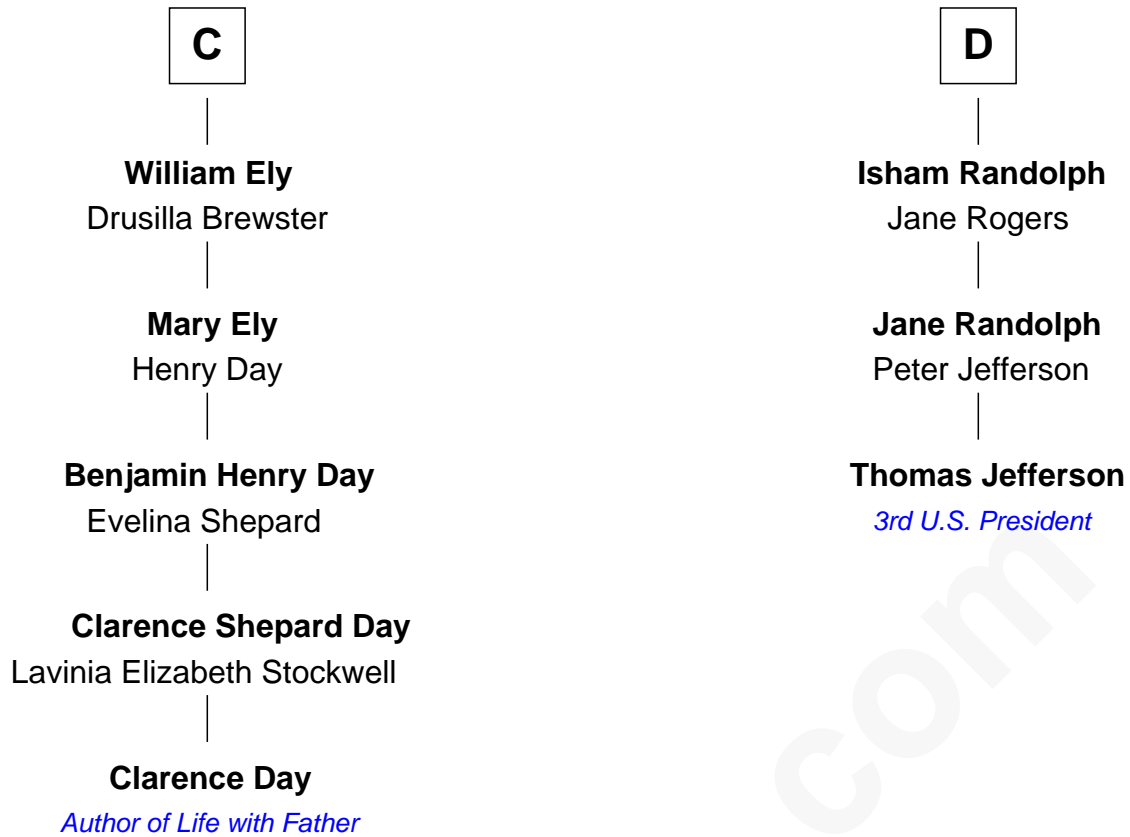 C
William Ely
Drusilla Brewster
Mary Ely
Henry Day
Benjamin Henry Day
Evelina Shepard
Clarence Shepard Day
Lavinia Elizabeth Stockwell
Clarence Day
Author of Life with Father
D
Isham Randolph
Jane Rogers
Jane Randolph
Peter Jefferson
Thomas Jefferson
3rd U.S. President
com